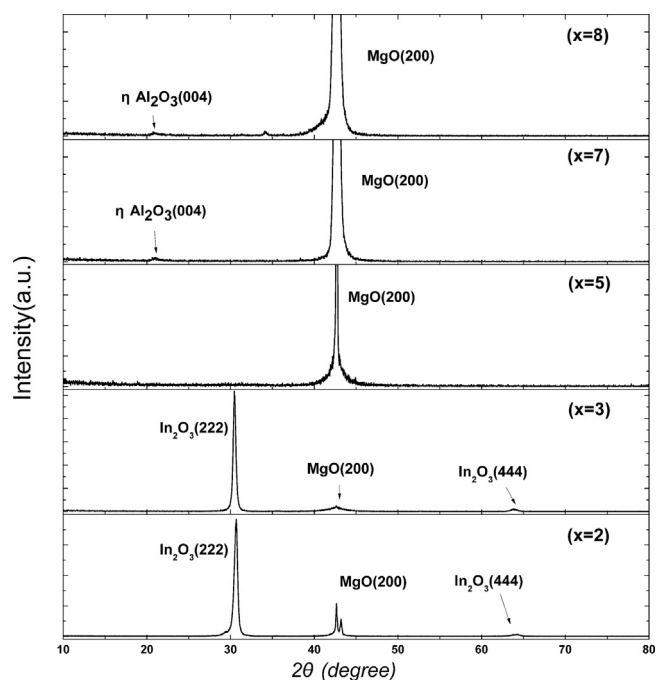 (x=8)
MgO(200)
η Al₂O₃(004)
(x=7)
MgO(200)
η Al₂O₃(004)
(x=5)
MgO(200)
Intensity(a.u.)
(x=3)
In₂O₃(222)
MgO(200)
In₂O₃(444)
(x=2)
In₂O₃(222)
MgO(200)
In₂O₃(444)
10 20 30 40 50 60 70 80
2θ (degree)